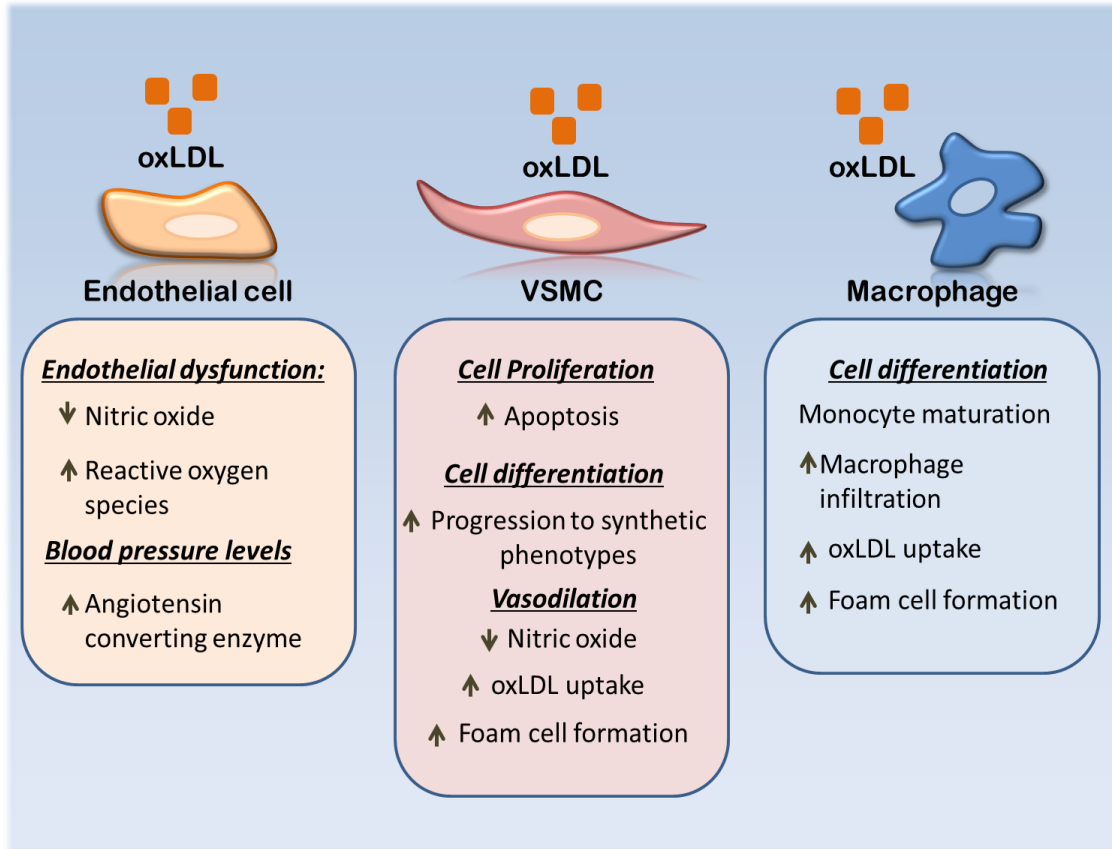 oxLDL
Endothelial cell
Endothelial dysfunction:
↓ Nitric oxide
↑ Reactive oxygen
species
Blood pressure levels
↑ Angiotensin
converting enzyme
oxLDL
VSMC
Cell Proliferation
↑ Apoptosis
Cell differentiation
↑ Progression to synthetic
phenotypes
Vasodilation
↓ Nitric oxide
↑ oxLDL uptake
↑ Foam cell formation
oxLDL
Macrophage
Cell differentiation
Monocyte maturation
↑ Macrophage
infiltration
↑ oxLDL uptake
↑ Foam cell formation